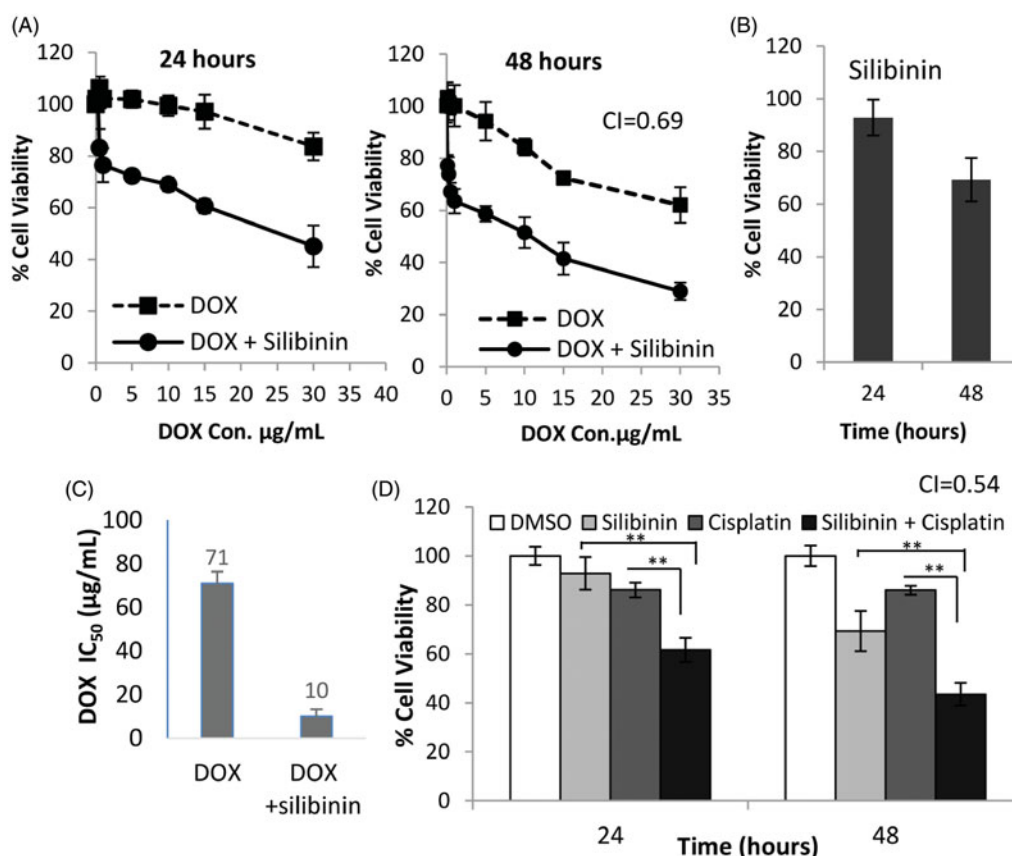 (A)
24 hours
% Cell Viability
120
100
80
60
40
20
0
DOX
DOX + Silibinin
0 5 10 15 20 25 30 35 40
DOX Con. µg/mL
48 hours
CI=0.69
% Cell Viability
120
100
80
60
40
20
0
DOX
DOX + Silibinin
0 5 10 15 20 25 30 35
DOX Con.µg/mL
(B)
Silibinin
% Cell Viability
120
100
80
60
40
20
0
24 48
Time (hours)
(C)
DOX IC50 (µg/mL)
100
80
60
40
20
0
71
10
DOX
DOX
+silibinin
(D)
CI=0.54
% Cell Viability
120
100
80
60
40
20
0
DMSO Silibinin Cisplatin Silibinin + Cisplatin
**
**
**
**
24 48
Time (hours)